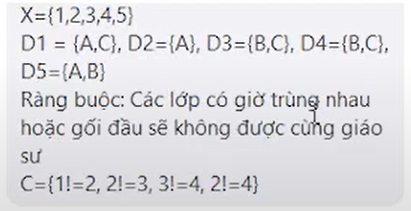 X={1,2,3,4,5}
D1 = {A,C}, D2={A}, D3={B,C}, D4={B,C},
D5={A,B}
Ràng buộc: Các lớp có giờ trùng nhau
hoặc gối đầu sẽ không được cùng giáo
sư
C={1!=2, 2!=3, 3!=4, 2!=4}